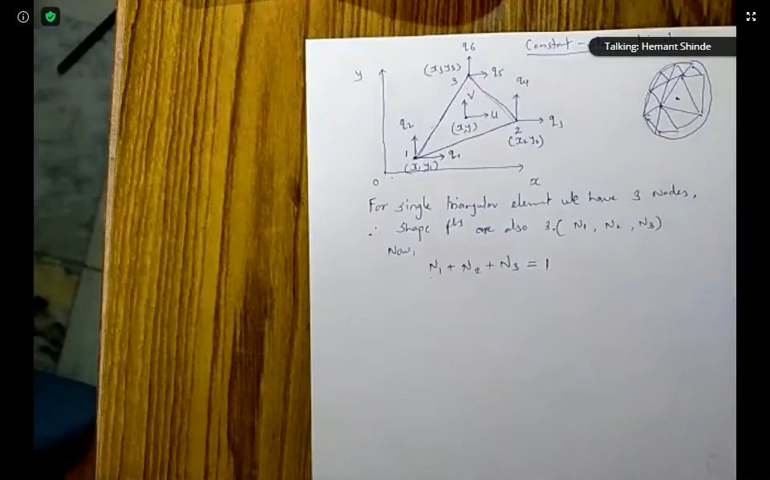 Constant -
Talking: Hemant Shinde
y
q6
(x3 y3)
3
q5
q4
V
U
(x,y)
q2
q3
2
(x2 y2)
1
q1
(x1 y1)
0
x
For single triangular element we have 3 Nodes,
∴ shape fns are also 3. ( N1, N2, N3)
Now,
N1 + N2 + N3 = 1